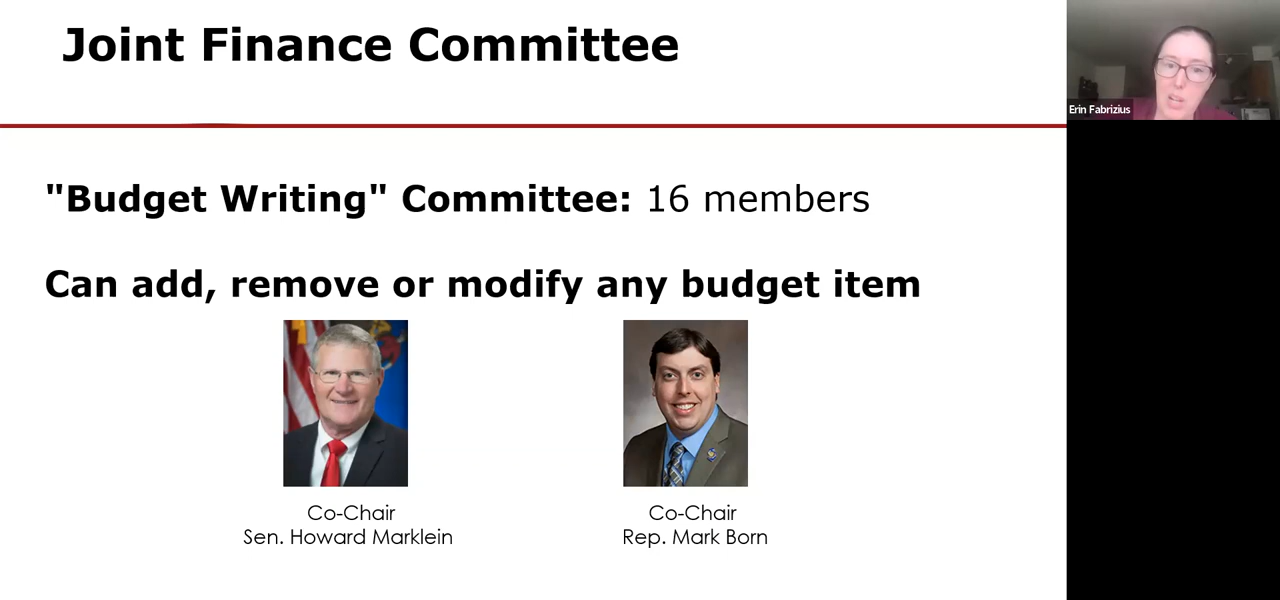 Joint Finance Committee
Erin Fabrizius
"Budget Writing" Committee: 16 members
Can add, remove or modify any budget item
Co-Chair
Sen. Howard Marklein
Co-Chair
Rep. Mark Born